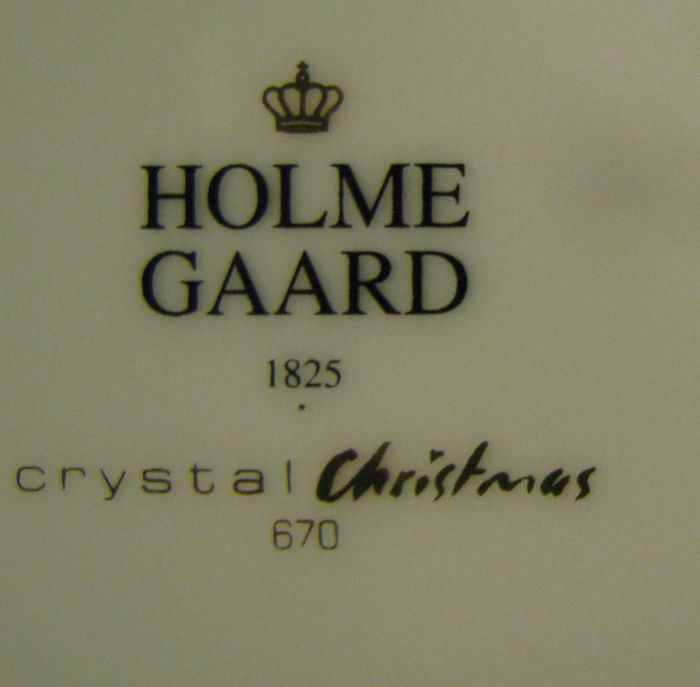 HOLME
GAARD
1825
crystal Christmas
670